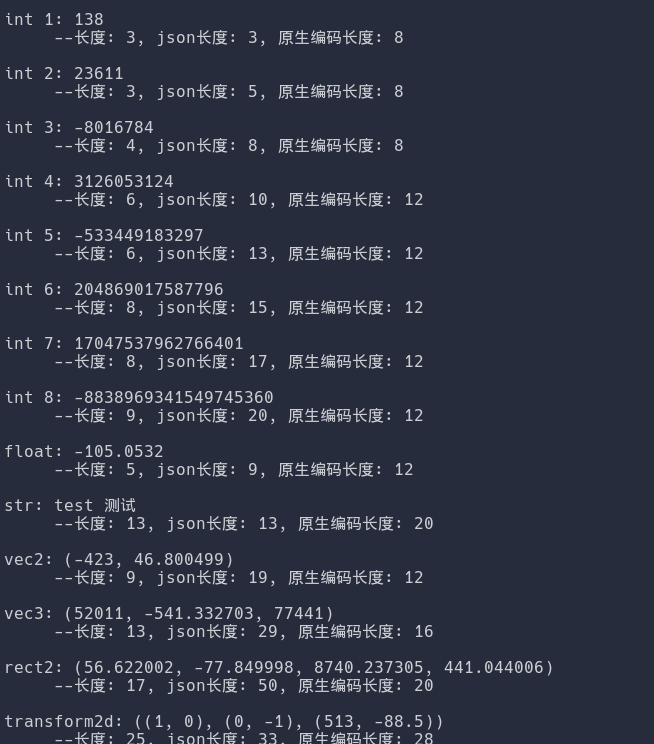 int 1: 138
--长度: 3, json长度: 3, 原生编码长度: 8
int 2: 23611
--长度: 3, json长度: 5, 原生编码长度: 8
int 3: -8016784
--长度: 4, json长度: 8, 原生编码长度: 8
int 4: 3126053124
--长度: 6, json长度: 10, 原生编码长度: 12
int 5: -533449183297
--长度: 6, json长度: 13, 原生编码长度: 12
int 6: 204869017587796
--长度: 8, json长度: 15, 原生编码长度: 12
int 7: 17047537962766401
--长度: 8, json长度: 17, 原生编码长度: 12
int 8: -8838969341549745360
--长度: 9, json长度: 20, 原生编码长度: 12
float: -105.0532
--长度: 5, json长度: 9, 原生编码长度: 12
str: test 测试
--长度: 13, json长度: 13, 原生编码长度: 20
vec2: (-423, 46.800499)
--长度: 9, json长度: 19, 原生编码长度: 12
vec3: (52011, -541.332703, 77441)
--长度: 13, json长度: 29, 原生编码长度: 16
rect2: (56.622002, -77.849998, 8740.237305, 441.044006)
--长度: 17, json长度: 50, 原生编码长度: 20
transform2d: ((1, 0), (0, -1), (513, -88.5))
--长度: 25, json长度: 33, 原生编码长度: 28